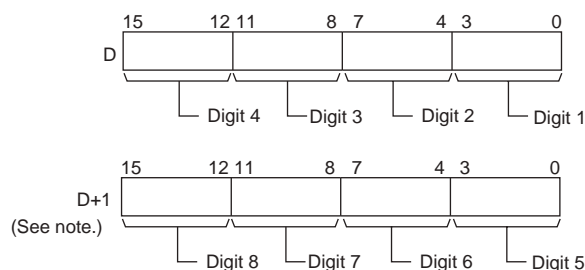 15 12 11 8 7 4 3 0
D
Digit 4 Digit 3 Digit 2 Digit 1
15 12 11 8 7 4 3 0
D+1
(See note.)
Digit 8 Digit 7 Digit 6 Digit 5